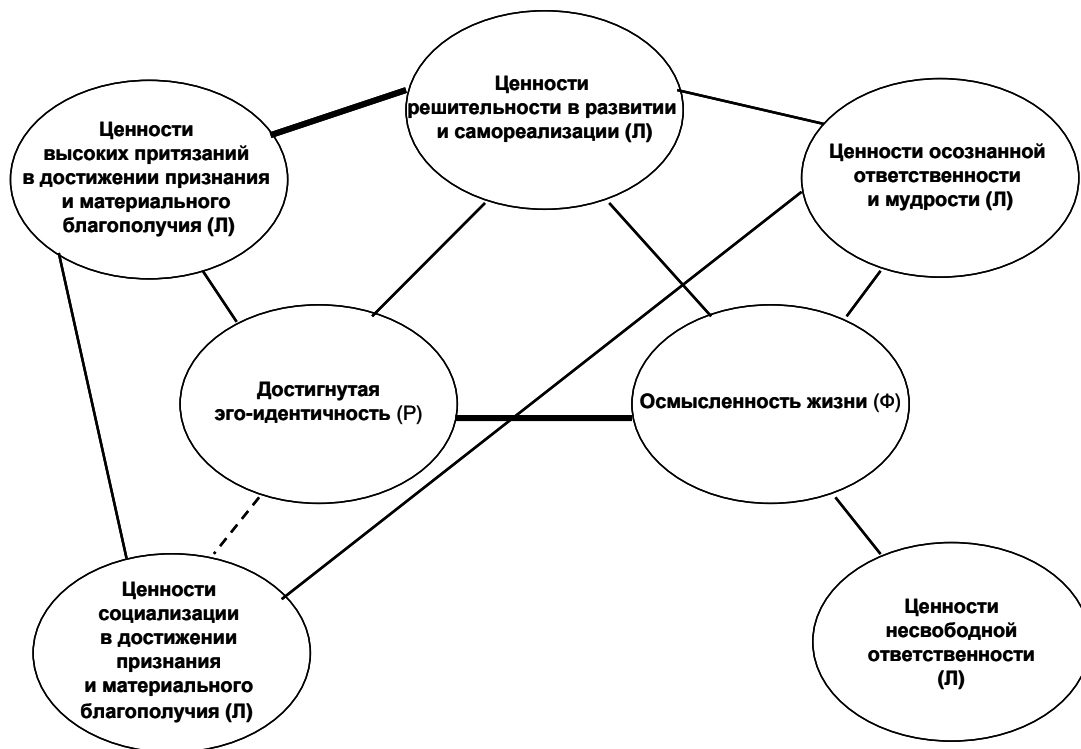 Ценности
решительности в развитии
и самореализации (Л)
Ценности
высоких притязаний
в достижении признания
и материального
благополучия (Л)
Ценности осознанной
ответственности
и мудрости (Л)
Достигнутая
эго-идентичность (Р)
Осмысленность жизни (Ф)
Ценности
социализации
в достижении
признания
и материального
благополучия (Л)
Ценности
несвободной
ответственности
(Л)